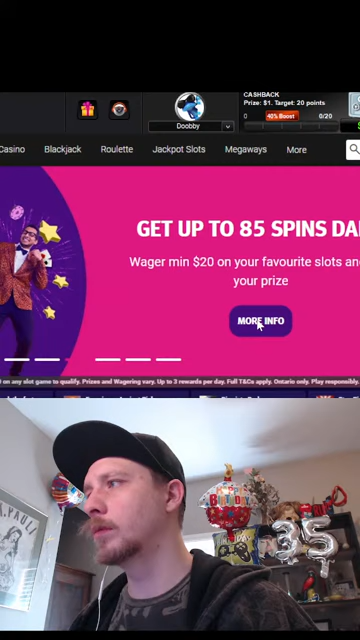 CASHBACK
Prize: $1. Target: 20 points
0 40% Boost 0/20
Doobby
Casino Blackjack Roulette Jackpot Slots Megaways More
GET UP TO 85 SPINS
Wager min $20 on your favourite slots
your prize
MORE INFO
on any slot game to qualify. Prizes and Wagering vary. Up to 3 rewards per day. Full T&Cs apply. Ontario only. Play responsibly.
PAULI
35